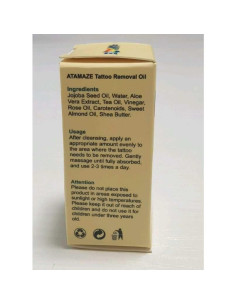 ATAMAZE Tattoo Removal Oil
Ingredients
Jojoba Seed Oil, Water, Aloe
Vera Extract, Tea Oil, Vinegar,
Rose Oil, Carotenoids, Sweet
Almond Oil, Shea Butter.
Usage
After cleansing, apply an
appropriate amount evenly to
the area where the tattoo
needs to be removed. Gently
massage until fully absorbed,
and use 2-3 times a day.
Attention
Please do not place this
product in areas exposed to
sunlight or high temperatures.
Please keep it out of reach of
children and do not use it for
children under three years
old.